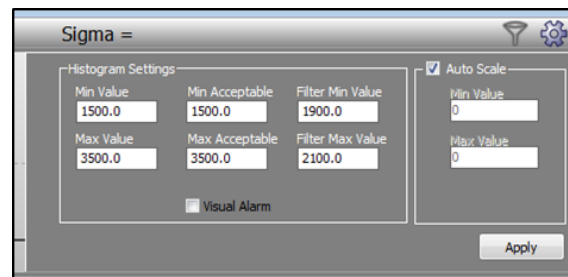 Sigma =
Histogram Settings
Min Value Min Acceptable Filter Min Value
1500.0 1500.0 1900.0
Max Value Max Acceptable Filter Max Value
3500.0 3500.0 2100.0
Visual Alarm
Auto Scale
Min Value
0
Max Value
0
Apply